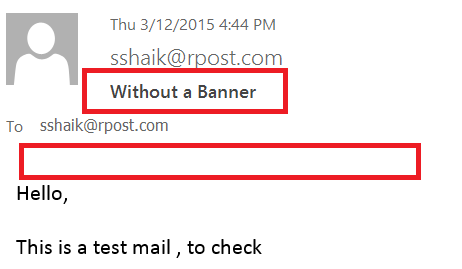 Thu 3/12/2015 4:44 PM
sshaik@rpost.com
Without a Banner
To sshaik@rpost.com
Hello,
This is a test mail , to check